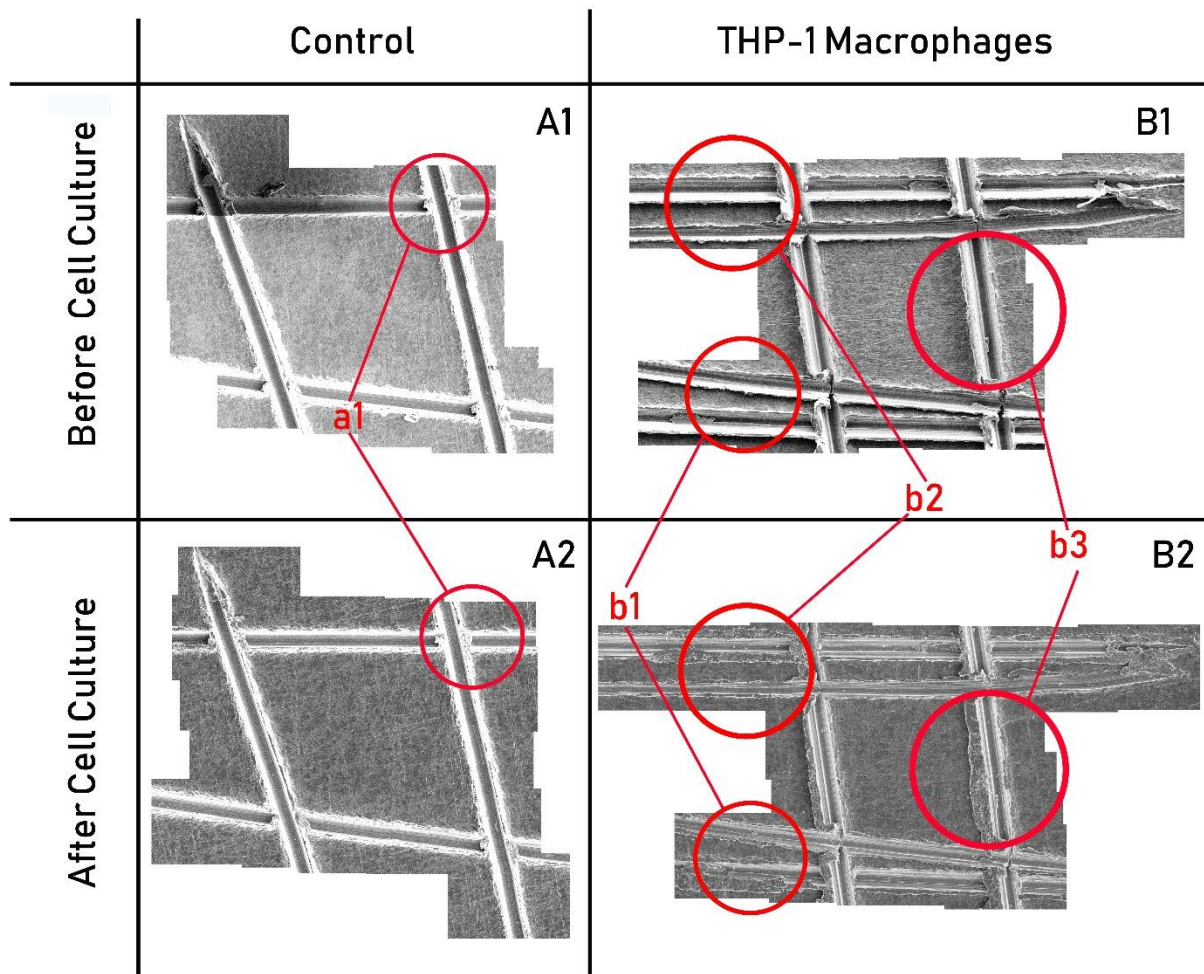 Control
THP-1 Macrophages
Before Cell Culture
A1
B1
a1
b2
b3
b1
After Cell Culture
A2
B2